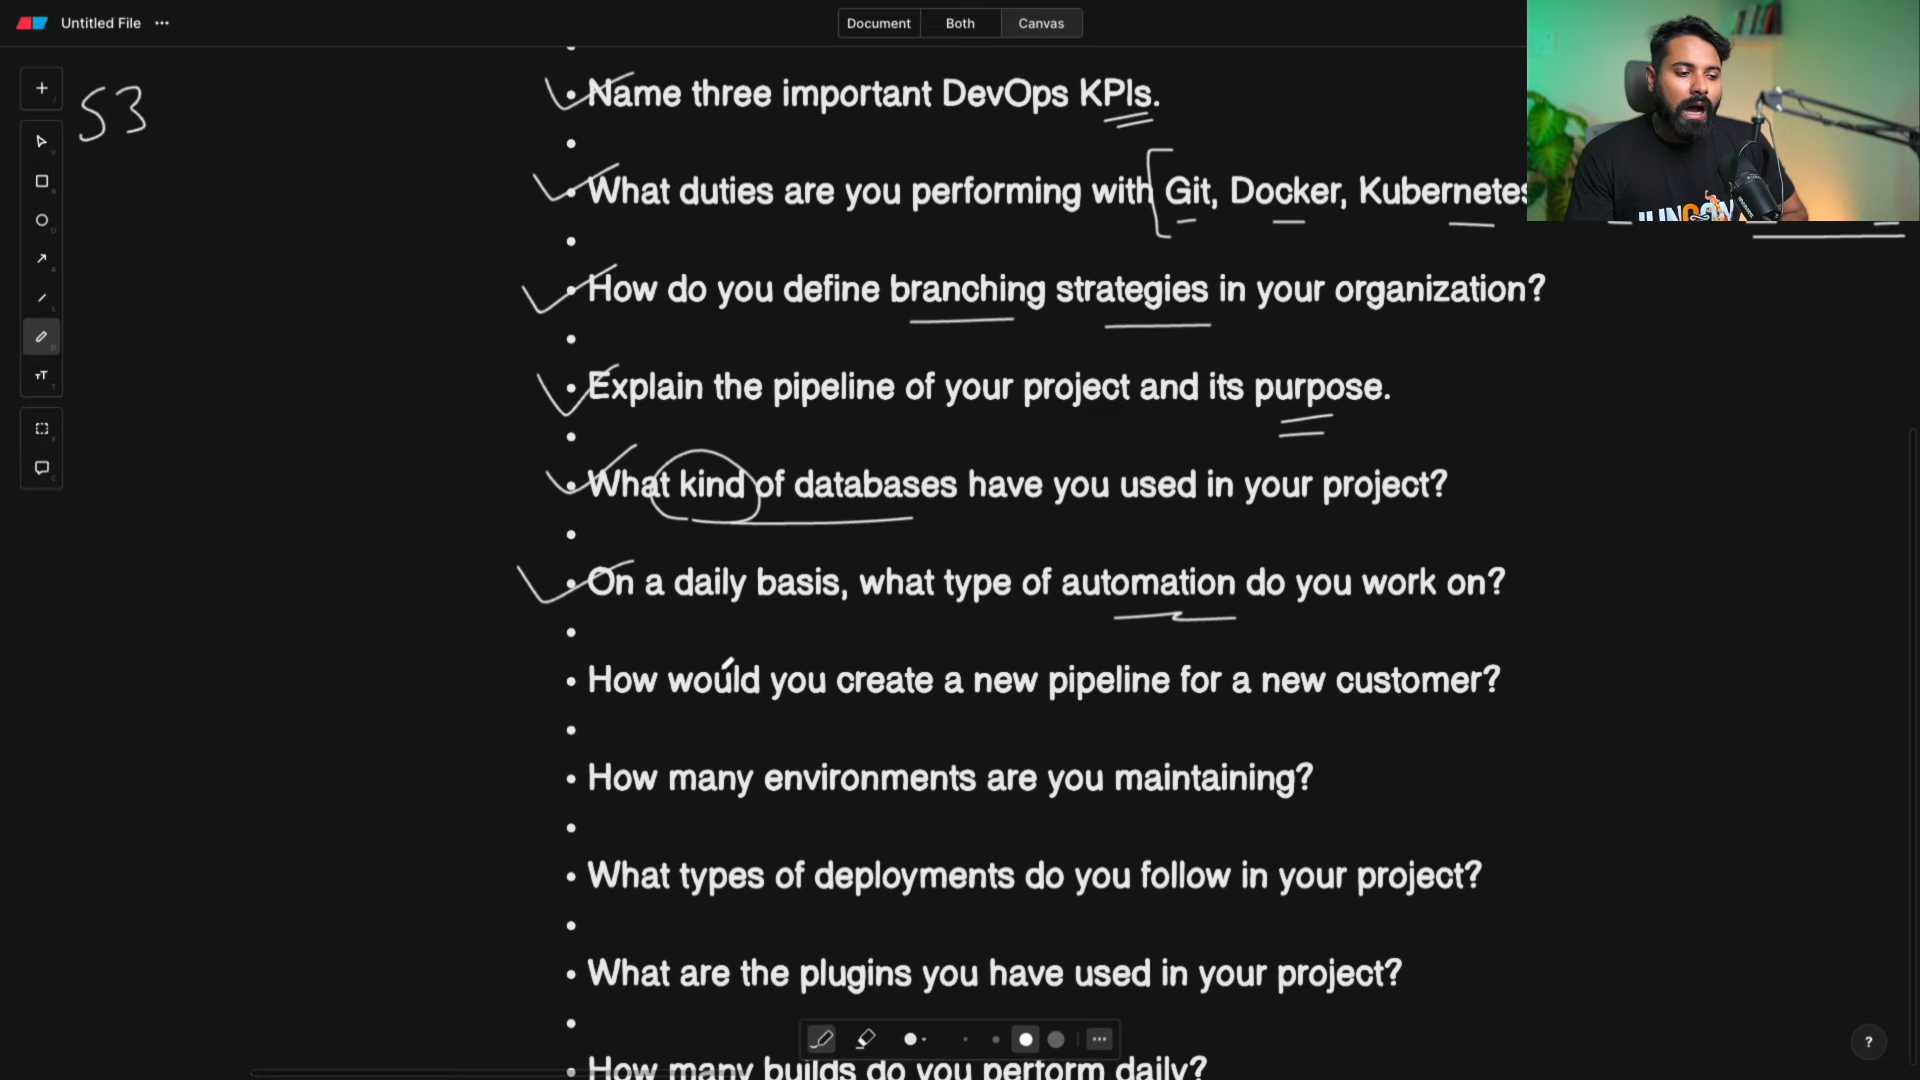 Untitled File
Document Both Canvas
S3
• Name three important DevOps KPIs.
• What duties are you performing with Git, Docker, Kubernetes
• How do you define branching strategies in your organization?
• Explain the pipeline of your project and its purpose.
• What kind of databases have you used in your project?
• On a daily basis, what type of automation do you work on?
• How would you create a new pipeline for a new customer?
• How many environments are you maintaining?
• What types of deployments do you follow in your project?
• What are the plugins you have used in your project?
• How many builds do you perform daily?